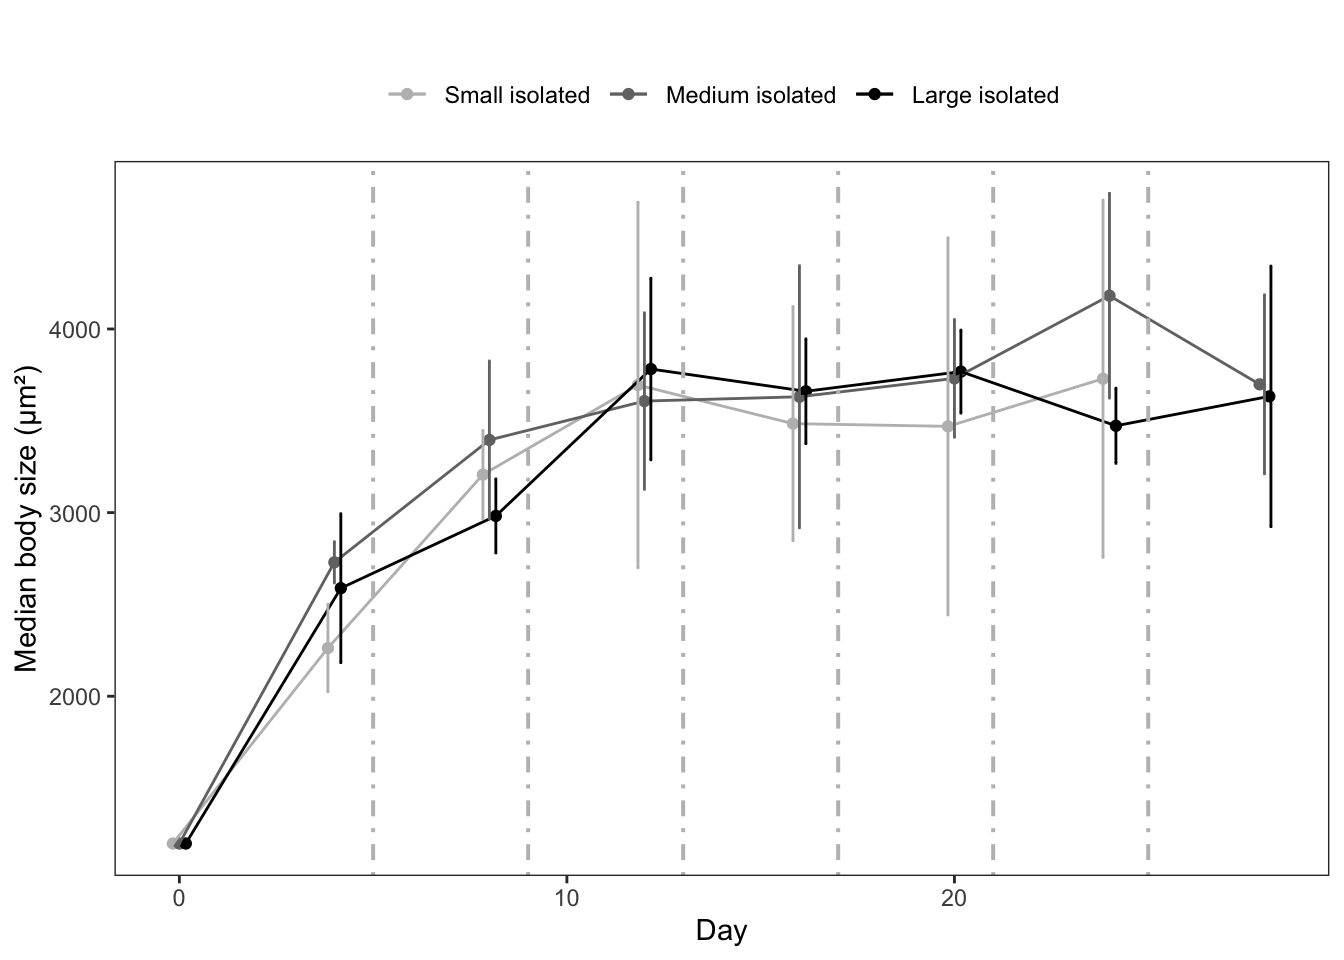 Small isolated Medium isolated Large isolated
Median body size (μm²)
4000
3000
2000
0 10 20
Day